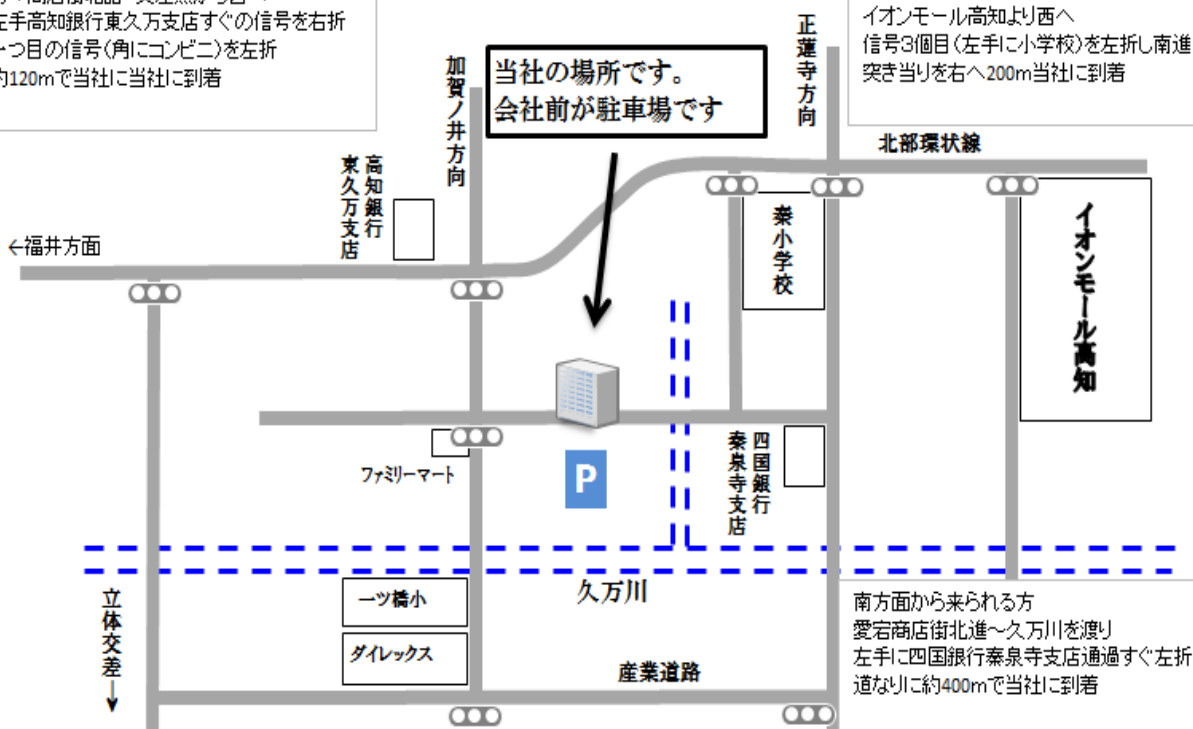 左手高知銀行東久万支店すぐの信号を右折
一つ目の信号(角にコンビニ)を左折
約120mで当社に当社に到着
イオンモール高知より西へ
信号3個目(左手に小学校)を左折し南進
突き当りを右へ200m当社に到着
当社の場所です。
会社前が駐車場です
加賀ノ井方向
正蓮寺方向
北部環状線
高知銀行
東久万支店
←福井方面
秦小学校
イオンモール高知
ファミリーマート
P
四国銀行
秦泉寺支店
久万川
立体交差→
一ツ橋小
ダイレックス
産業道路
南方面から来られる方
愛宕商店街北進～久万川を渡り
左手に四国銀行秦泉寺支店通過すぐ左折
道なりに約400mで当社に到着